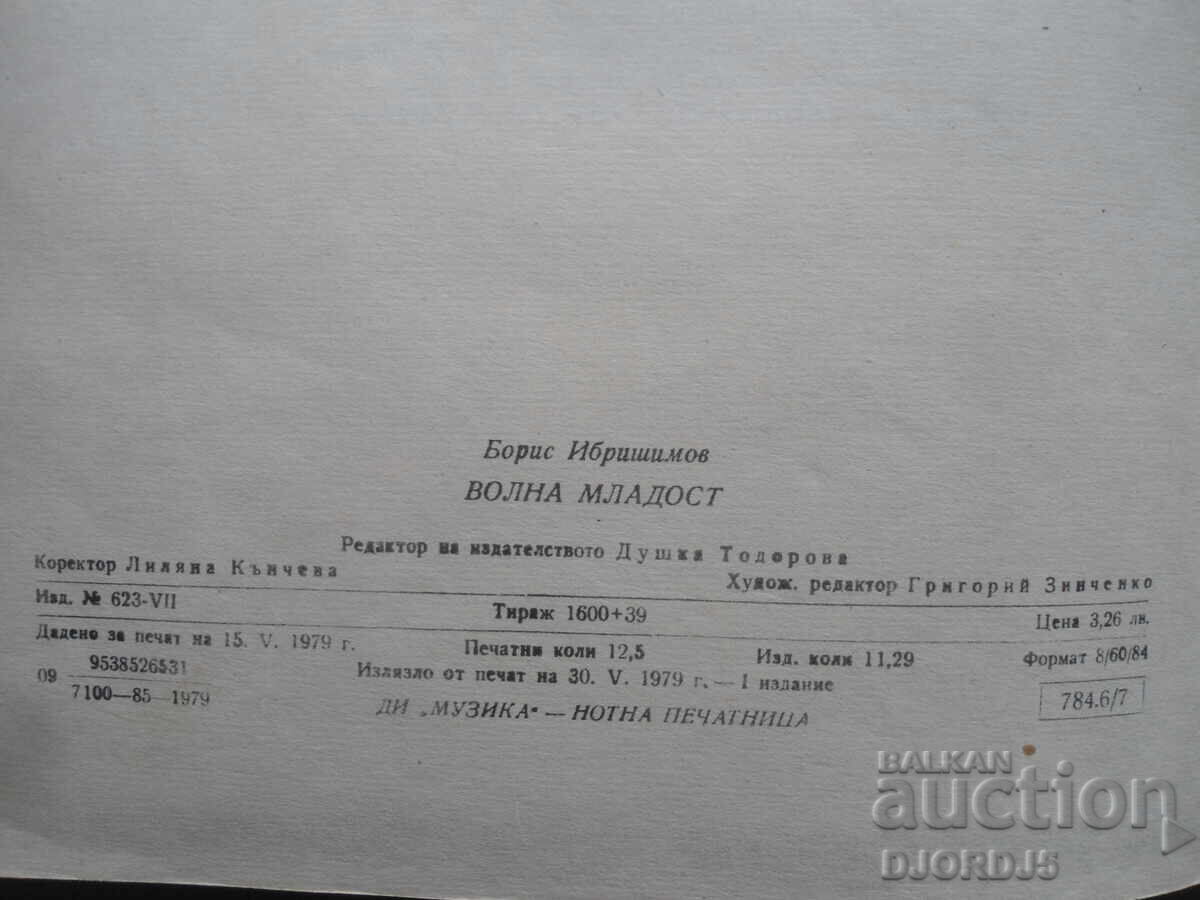 Борис Ибришимов
ВОЛНА МЛАДОСТ
Редактор на издателството Душка Тодорова
Коректор Лиляна Кънчева Худож. редактор Григорий Зинченко
Изд. № 623-VII Тираж 1600+39 Цена 3,26 лв.
Дадено за печат на 15. V. 1979 г. Печатни коли 12,5 Изд. коли 11,29 Формат 8/60/84
09 9538526531 Излязло от печат на 30. V. 1979 г. — I издание
7100—85—1979 784.6/7
ДИ „МУЗИКА“ — НОТНА ПЕЧАТНИЦА
BALKAN
auction
DJORDJ5